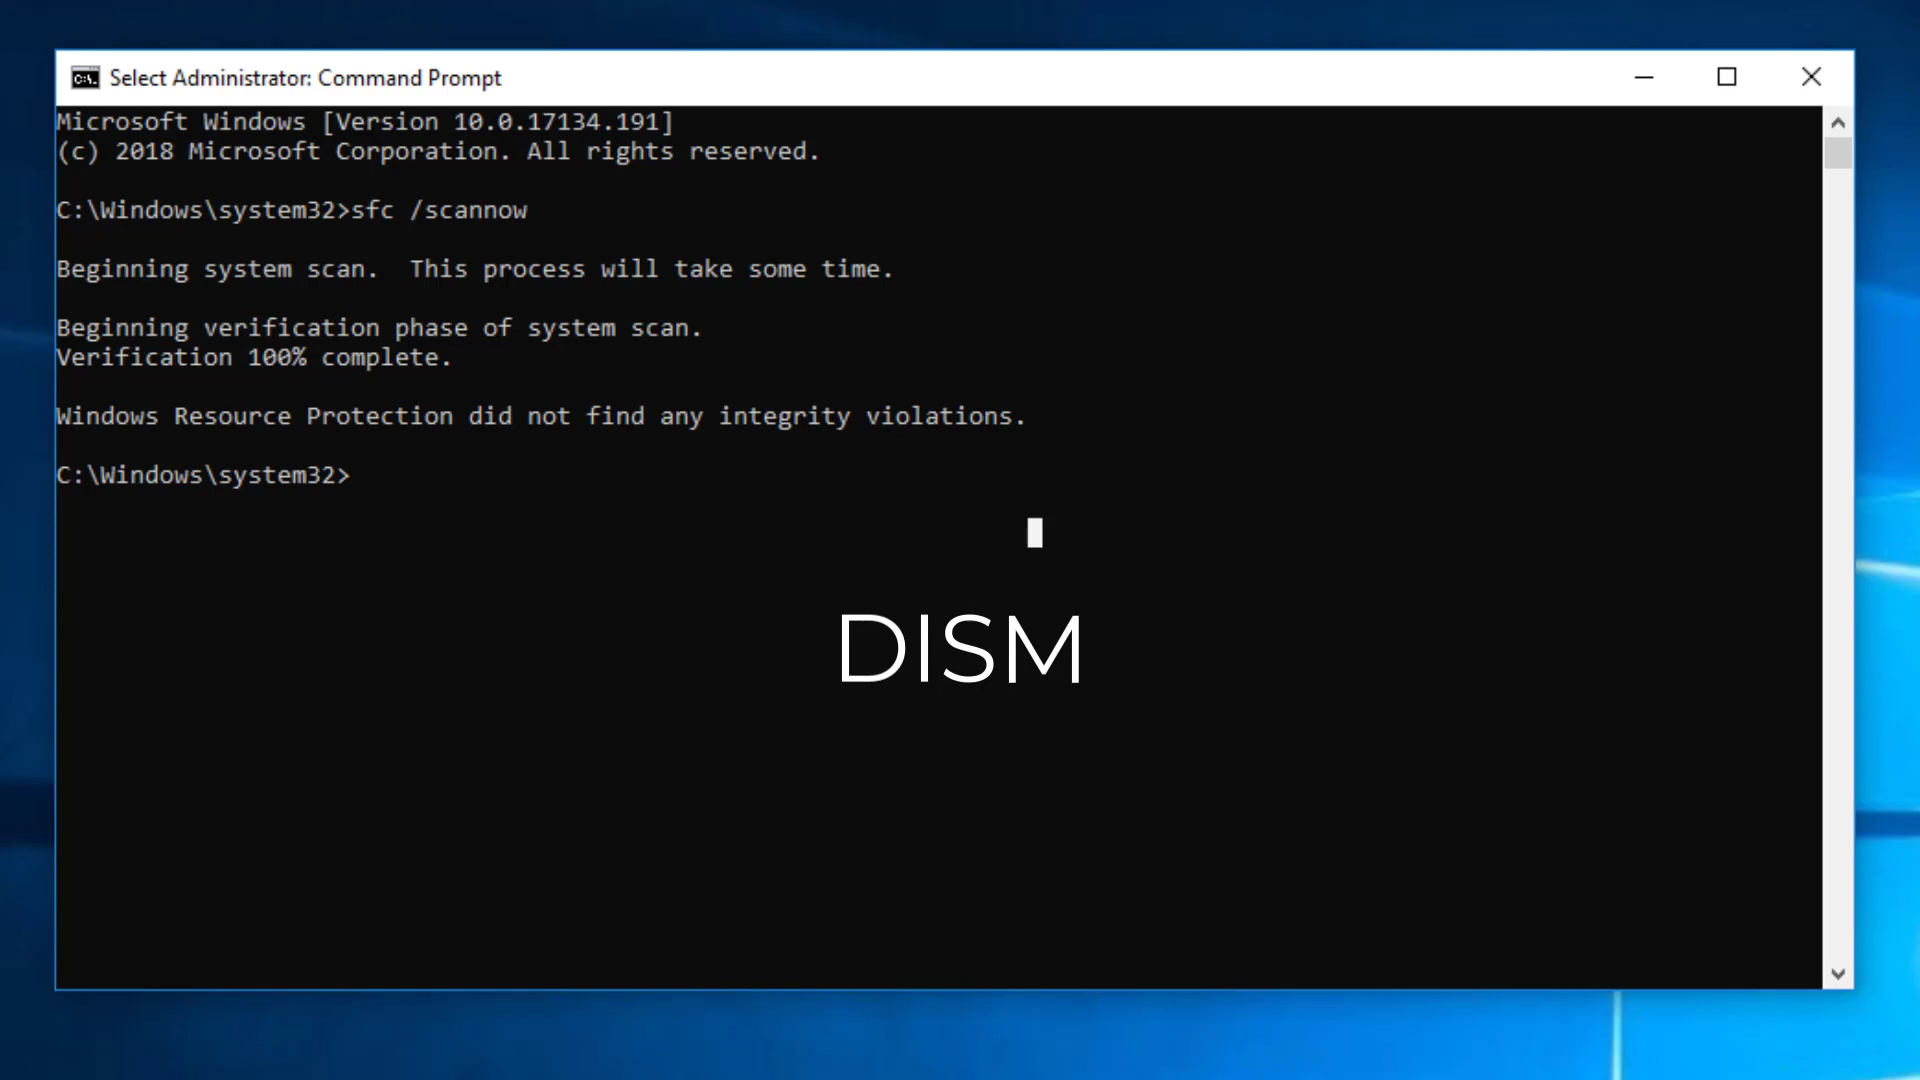 Select Administrator: Command Prompt
Microsoft Windows [Version 10.0.17134.191]
(c) 2018 Microsoft Corporation. All rights reserved.
C:\Windows\system32>sfc /scannow
Beginning system scan.  This process will take some time.
Beginning verification phase of system scan.
Verification 100% complete.
Windows Resource Protection did not find any integrity violations.
C:\Windows\system32>
DISM